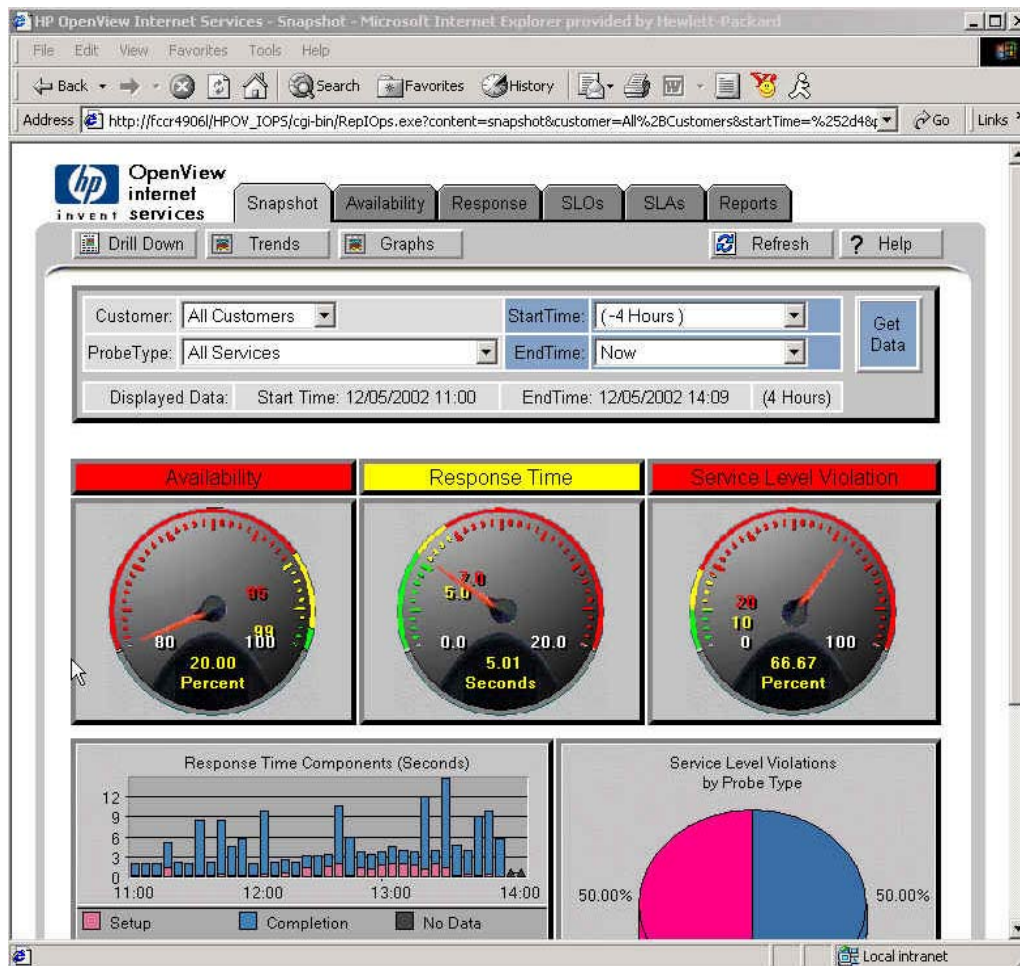 HP OpenView Internet Services - Snapshot - Microsoft Internet Explorer provided by Hewlett-Packard
File Edit View Favorites Tools Help
Back Search Favorites History
Address http://fccr4906l/HPOV_IOPS/cgi-bin/RepIOps.exe?content=snapshot&customer=All%2BCustomers&startTime=%252d4& Go Links
hp
invent
OpenView
internet
services
Snapshot Availability Response SLOs SLAs Reports
Drill Down Trends Graphs Refresh ? Help
Customer: All Customers StartTime: (-4 Hours )
ProbeType: All Services EndTime: Now
Get
Data
Displayed Data: Start Time: 12/05/2002 11:00 EndTime: 12/05/2002 14:09 (4 Hours)
Availability Response Time Service Level Violation
95
99
80 100
20.00
Percent
7.0
5.0
0.0 20.0
5.01
Seconds
20
10
0 100
66.67
Percent
Response Time Components (Seconds)
12
9
6
3
0
11:00 12:00 13:00 14:00
Setup Completion No Data
Service Level Violations
by Probe Type
50.00% 50.00%
Local intranet